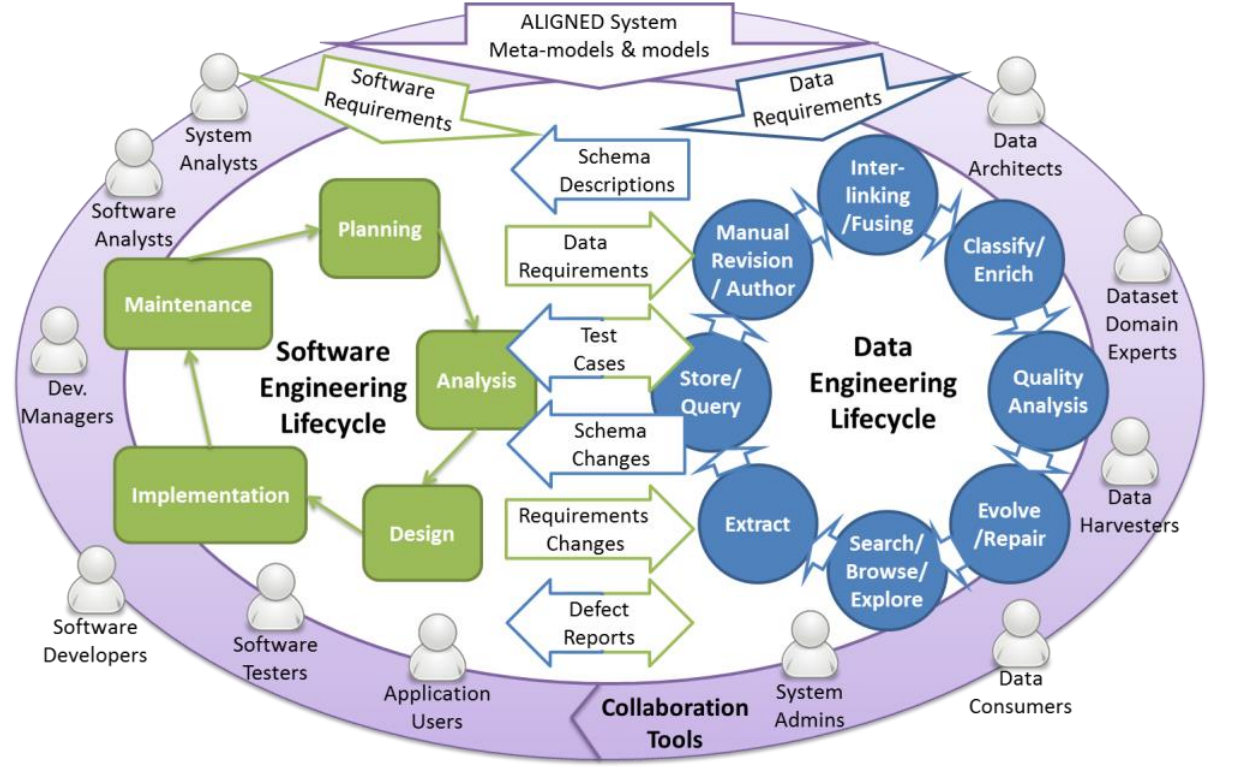 ALIGNED System
Meta-models & models
Software
Requirements
Data
Requirements
System
Analysts
Data
Architects
Software
Analysts
Schema
Descriptions
Planning
Data
Requirements
Manual
Revision
/ Author
Inter-
linking
/Fusing
Classify/
Enrich
Maintenance
Dataset
Domain
Experts
Software
Engineering
Lifecycle
Analysis
Test
Cases
Store/
Query
Data
Engineering
Lifecycle
Quality
Analysis
Dev.
Managers
Schema
Changes
Implementation
Design
Requirements
Changes
Extract
Search/
Browse/
Explore
Evolve
/Repair
Data
Harvesters
Software
Developers
Software
Testers
Defect
Reports
Application
Users
Collaboration
Tools
System
Admins
Data
Consumers